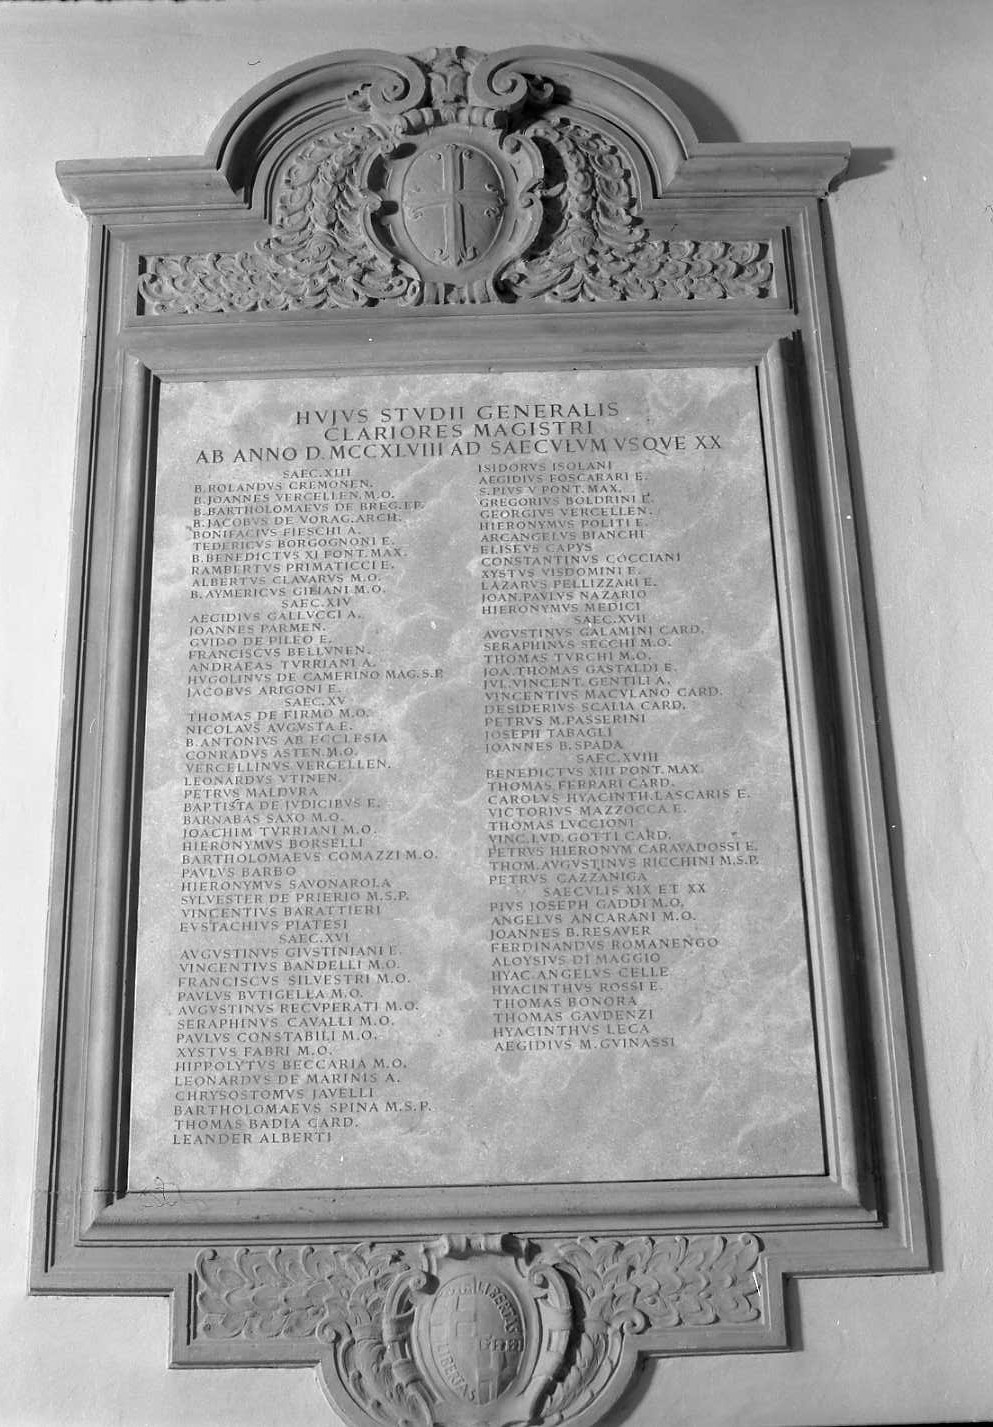 HVJVS STVDII GENERALIS
CLARIORES MAGISTRI
AB ANNO D.MCCXLVIII AD SAECVLVM VSQVE XX
SAEC.XIII
B.ROLANDVS CREMONEN.
B.JOANNES VERCELLEN.M.O.
B.BARTHOLOMAEVS DE BREG.EP.
B.JACOBVS DE VORAG.ARCH.
BONIFACIVS FIESCHI A.
TEDERICVS BORGOGNONI E.
B.BENEDICTVS XI PONT.MAX.
RAMBERTVS PRIMATICCI E.
ALBERTVS CLAVARVS M.O.
B.AYMERICVS GILIANI M.O.
SAEC.XIV
AEGIDIVS GALLVCCI A.
JOANNES PARMEN.
GVIDO DE PILEO E.
FRANCISCVS BELLVNEN.
ANDRAEAS TVRRIANI A.
HVGOLINVS DE CAMERINO MAG.S.P.
JACOBVS ARIGONI E.
SAEC.XV
THOMAS DE FIRMO M.O.
NICOLAVS AVGVSTA E.
B.ANTONIVS AB ECCLESIA
CONRADVS ASTEN.M.O.
VERCELLINVS VERCELLEN.
LEONARDVS VTINEN.
PETRVS MALDVRA
BAPTISTA DE JVDICIBVS E.
BARNABAS SAXO M.O.
JOACHIM TVRRIANI M.O.
HIERONYMVS BORSELLI
BARTHOLOMAEVS COMAZZI M.O.
PAVLVS BARBO
HIERONYMVS SAVONAROLA
SYLVESTER DE PRIERIO M.S.P.
VINCENTIVS BARATTIERI
EVSTACHIVS PIATESI
SAEC.XVI
AVGVSTINVS GIVSTINIANI E.
VINCENTIVS BANDELLI M.O.
FRANCISCVS SILVESTRI M.O.
PAVLVS BVTIGELLA M.O.
AVGVSTINVS RECVPERATI M.O.
SERAPHINVS CAVALLI M.O.
PAVLVS CONSTABILI M.O.
XYSTVS FABRI M.O.
HIPPOLYTVS BECCARIA M.O.
LEONARDVS DE MARINIS A.
CHRYSOSTOMVS JAVELLI
BARTHOLOMAEVS SPINA M.S.P.
THOMAS BADIA CARD.
LEANDER ALBERTI
ISIDORVS ISOLANI
AEGIDIVS FOSCARARI E.
S.PIVS V PONT.MAX.
GREGORIVS BOLDRINI E.
GEORGIVS VERCELLEN.
HIERONYMVS POLITI E.
ARCANGELVS BIANCHI
ELISEVS CAPYS
CONSTANTINVS COCCIANI
XYSTVS VISDOMINI E.
LAZARVS PELLIZZARI E.
JOAN.PAVLVS NAZARI
HIERONYMVS MEDICI
SAEC.XVII
AVGVSTINVS GALAMINI CARD.
SERAPHINVS SECCHI M.O.
THOMAS TVRCHI M.O.
JOA.THOMAS GASTALDI E.
JVL.VINCENT.GENTILI A.
VINCENTIVS MACVLANO CARD.
DESIDERIVS SCALIA CARD.
PETRVS M.PASSERINI
JOSEPH TABAGLI
JOANNES B.SPADA
SAEC.XVIII
BENEDICTVS XIII PONT.MAX
THOMAS FERRARI CARD.
CAROLVS HYACINTH.LASCARIS E.
VICTORIVS MAZZOCCA E.
THOMAS LVCCIONI
VINC.LVD.GOTTI CARD.
PETRVS HIERONYM.CARAVADOSSI E.
THOM.AVGVSTINVS RICCHINI M.S.P.
PETRVS CAZZANIGA
SAECVLIS XIX ET XX
PIVS JOSEPH GADDI M.O.
ANGELVS ANCARANI M.O.
JOANNES B.RESAVER
FERDINANDVS ROMANENGO
ALOYSIVS DI MAGGIO
HYAC.ANGELVS CELLE
HYACINTHVS ROSSI E.
THOMAS BONORA
THOMAS GAVDENZI
HYACINTHVS LECA
AEGIDIVS M.GVINASSI
LIBERTAS
LIBERTAS